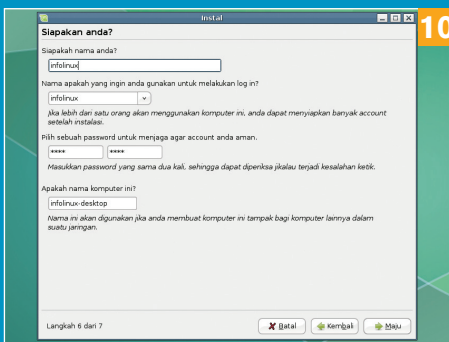 Instal
10
Siapakan anda?
Siapakah nama anda?
infolinux
Nama apakah yang ingin anda gunakan untuk melakukan log in?
infolinux
Jika lebih dari satu orang akan menggunakan komputer ini, anda dapat menyiapkan banyak account
setelah instalasi.
Pilih sebuah password untuk menjaga agar account anda aman.
**** ****
Masukkan password yang sama dua kali, sehingga dapat diperiksa jikalau terjadi kesalahan ketik.
Apakah nama komputer ini?
infolinux-desktop
Nama ini akan digunakan jika anda membuat komputer ini tampak bagi komputer lainnya dalam
suatu jaringan.
Langkah 6 dari 7
Batal
Kembali
Maju